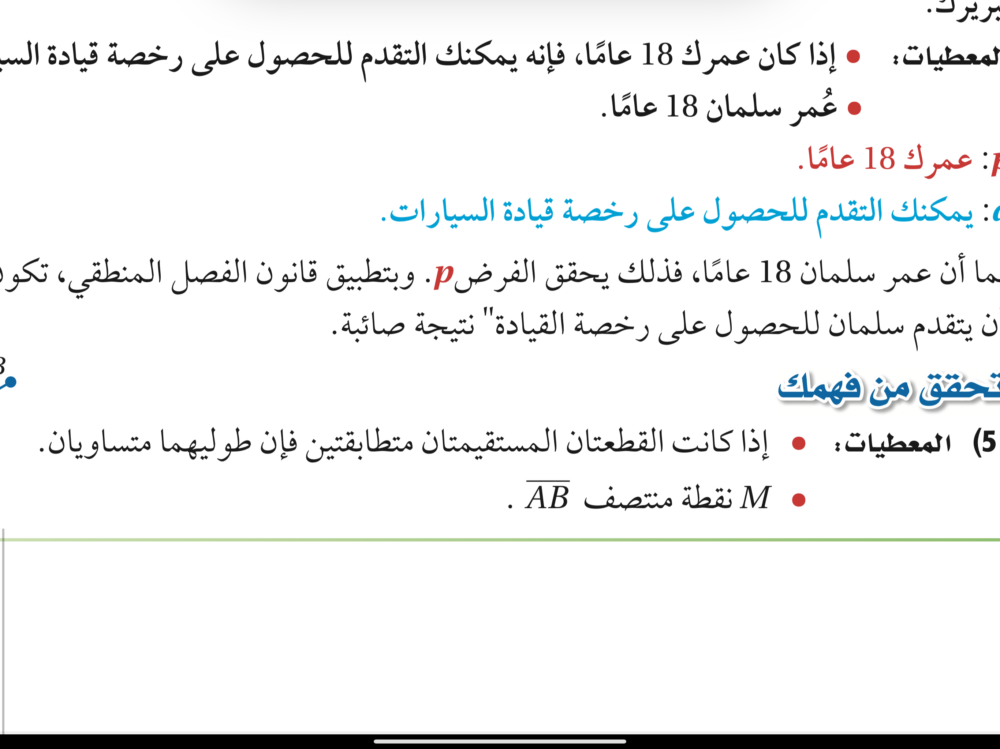 إذا كان عمرك 18 عامًا، فإنه يمكنك التقدم للحصول على رخصة قيادة
عُمر سلمان 18 عامًا.
p: عمرك 18 عامًا.
: يمكنك التقدم للحصول على رخصة قيادة السيارات.
أن عمر سلمان 18 عامًا، فذلك يحقق الفرض p. وبتطبيق قانون الفصل المنطقي،
يتقدم سلمان للحصول على رخصة القيادة" نتيجة صائبة.
من فهمك
5) المعطيات: • إذا كانت القطعتان المستقيمتان متطابقتين فإن طوليهما متساويان.
• M نقطة منتصف AB .